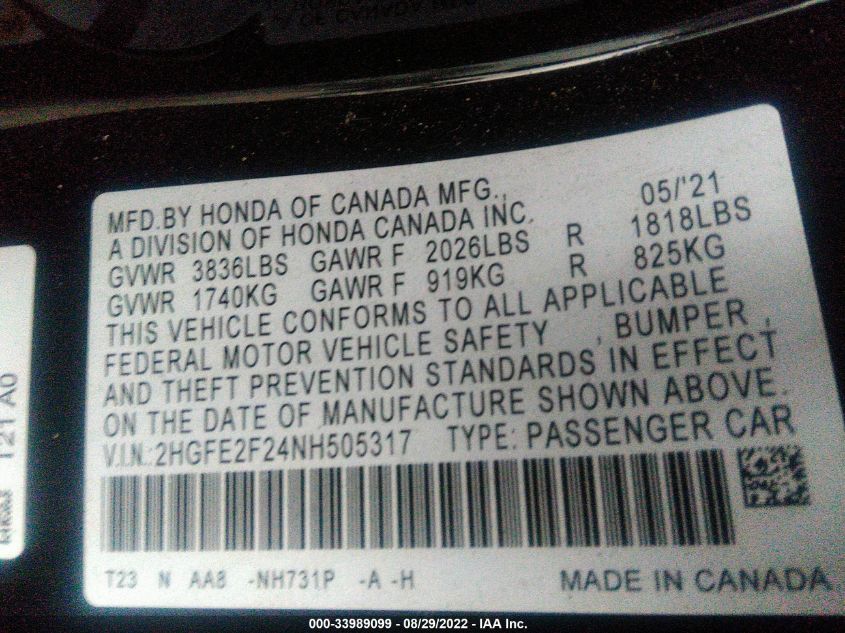 MFD.BY HONDA OF CANADA MFG., 05/'21
A DIVISION OF HONDA CANADA INC.
GVWR 3836LBS GAWR F 2026LBS R 1818LBS
GVWR 1740KG GAWR F 919KG R 825KG
THIS VEHICLE CONFORMS TO ALL APPLICABLE
FEDERAL MOTOR VEHICLE SAFETY , BUMPER ,
AND THEFT PREVENTION STANDARDS IN EFFECT
ON THE DATE OF MANUFACTURE SHOWN ABOVE.
V.I.N.:2HGFE2F24NH505317 TYPE: PASSENGER CAR
T23 N AA8 -NH731P -A -H MADE IN CANADA
T21 A0
000-33989099 - 08/29/2022 - IAA Inc.